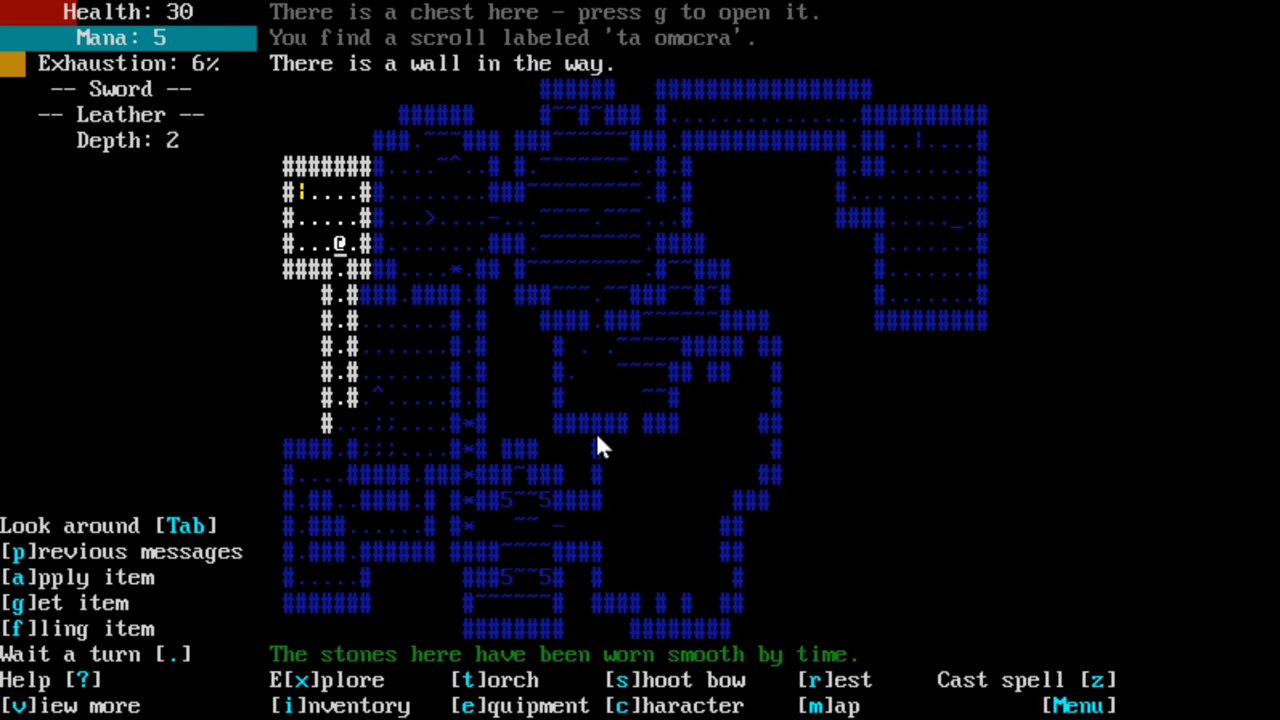 Health: 30
There is a chest here - press g to open it.
Mana: 5
You find a scroll labeled 'ta omocra'.
Exhaustion: 6%
There is a wall in the way.
-- Sword --
-- Leather --
Depth: 2
Look around [Tab]
[p]revious messages
[a]pply item
[g]et item
[f]ling item
Wait a turn [.]
The stones here have been worn smooth by time.
Help [?]
E[x]plore
[t]orch
[s]hoot bow
[r]est
Cast spell [z]
[v]iew more
[i]nventory
[e]quipment
[c]haracter
[m]ap
[Menu]